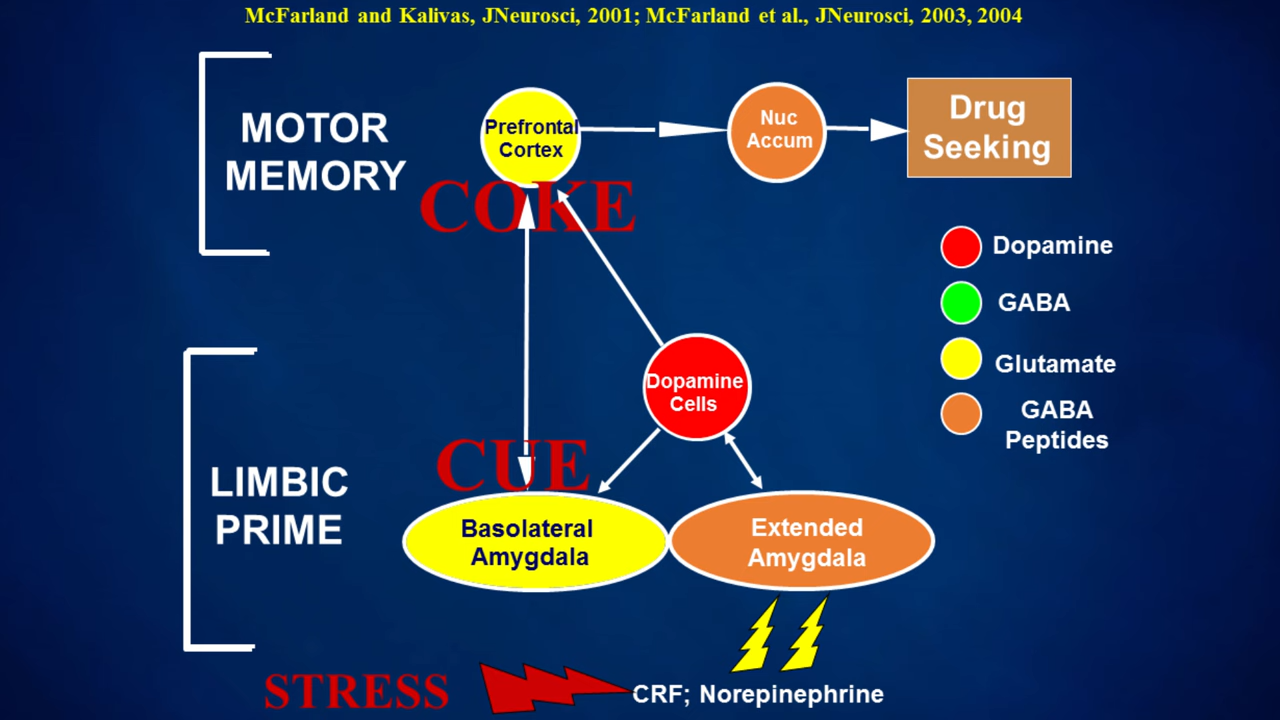 McFarland and Kalivas, JNeurosci, 2001; McFarland et al., JNeurosci, 2003, 2004
MOTOR
MEMORY
Prefrontal
Cortex
Nuc
Accum
Drug
Seeking
COKE
Dopamine
GABA
Glutamate
GABA
Peptides
Dopamine
Cells
CUE
LIMBIC
PRIME
Basolateral
Amygdala
Extended
Amygdala
STRESS
CRF; Norepinephrine